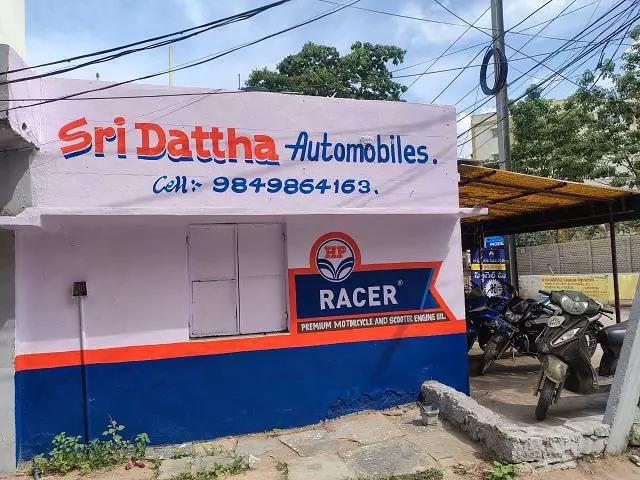 Sri Dattha Automobiles.
Cell:- 9849864163.
HP
RACER®
PREMIUM MOTORCYCLE AND SCOOTER ENGINE OIL